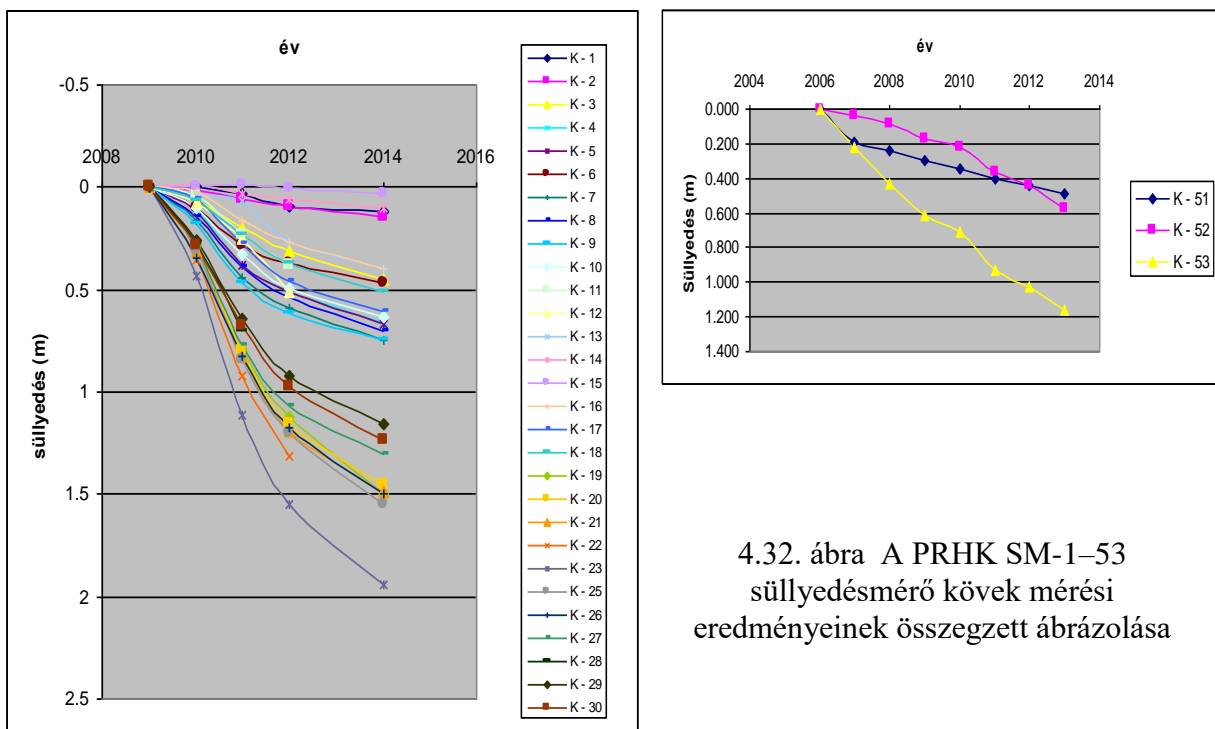 év
-0.5
2008 2010 2012 2014 2016
0
0.5
1
1.5
2
2.5
süllyedés (m)
K - 1
K - 2
K - 3
K - 4
K - 5
K - 6
K - 7
K - 8
K - 9
K - 10
K - 11
K - 12
K - 13
K - 14
K - 15
K - 16
K - 17
K - 18
K - 19
K - 20
K - 21
K - 22
K - 23
K - 25
K - 26
K - 27
K - 28
K - 29
K - 30
év
2004 2006 2008 2010 2012 2014
0.000
0.200
0.400
0.600
0.800
1.000
1.200
1.400
süllyedés (m)
K - 51
K - 52
K - 53
4.32. ábra A PRHK SM-1–53
süllyedésmérő kövek mérési
eredményeinek összegzett ábrázolása